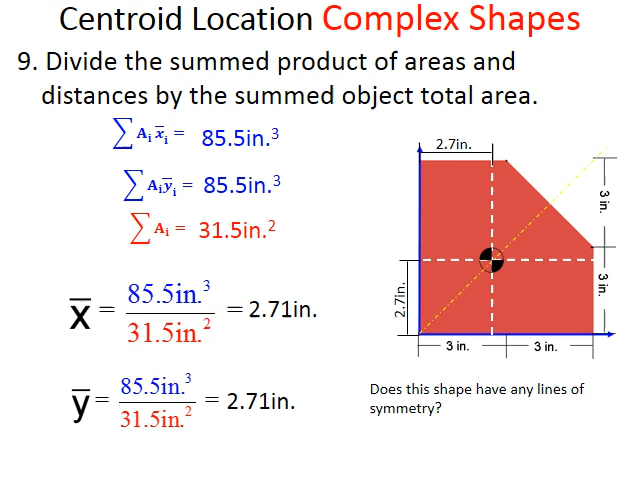 Centroid Location Complex Shapes
9. Divide the summed product of areas and
distances by the summed object total area.
∑ Aᵢ x̅ᵢ = 85.5in.³
∑ Aᵢy̅ᵢ = 85.5in.³
∑ Aᵢ = 31.5in.²
x̅ = 85.5in.³ / 31.5in.² = 2.71in.
y̅ = 85.5in.³ / 31.5in.² = 2.71in.
2.7in.
3 in.
3 in.
2.7in.
3 in.
3 in.
Does this shape have any lines of
symmetry?